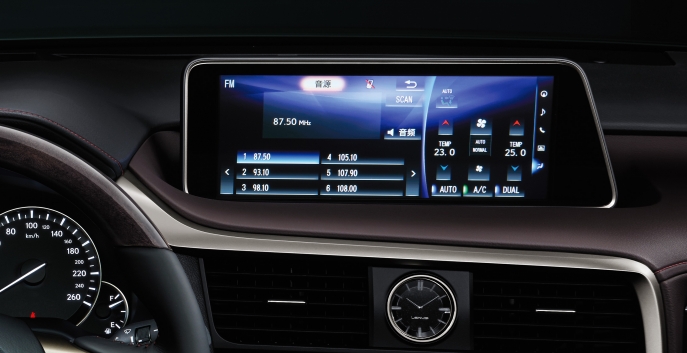 FM 音源
SCAN
AUTO
87.50 MHz
音频
TEMP
23.0
AUTO
NORMAL
TEMP
25.0
1 87.50
2 93.10
3 98.10
4 105.10
5 107.90
6 108.00
AUTO
A/C
DUAL
80
100
120
140
160
180
200
220
240
260
km/h
F
E
LEXUS